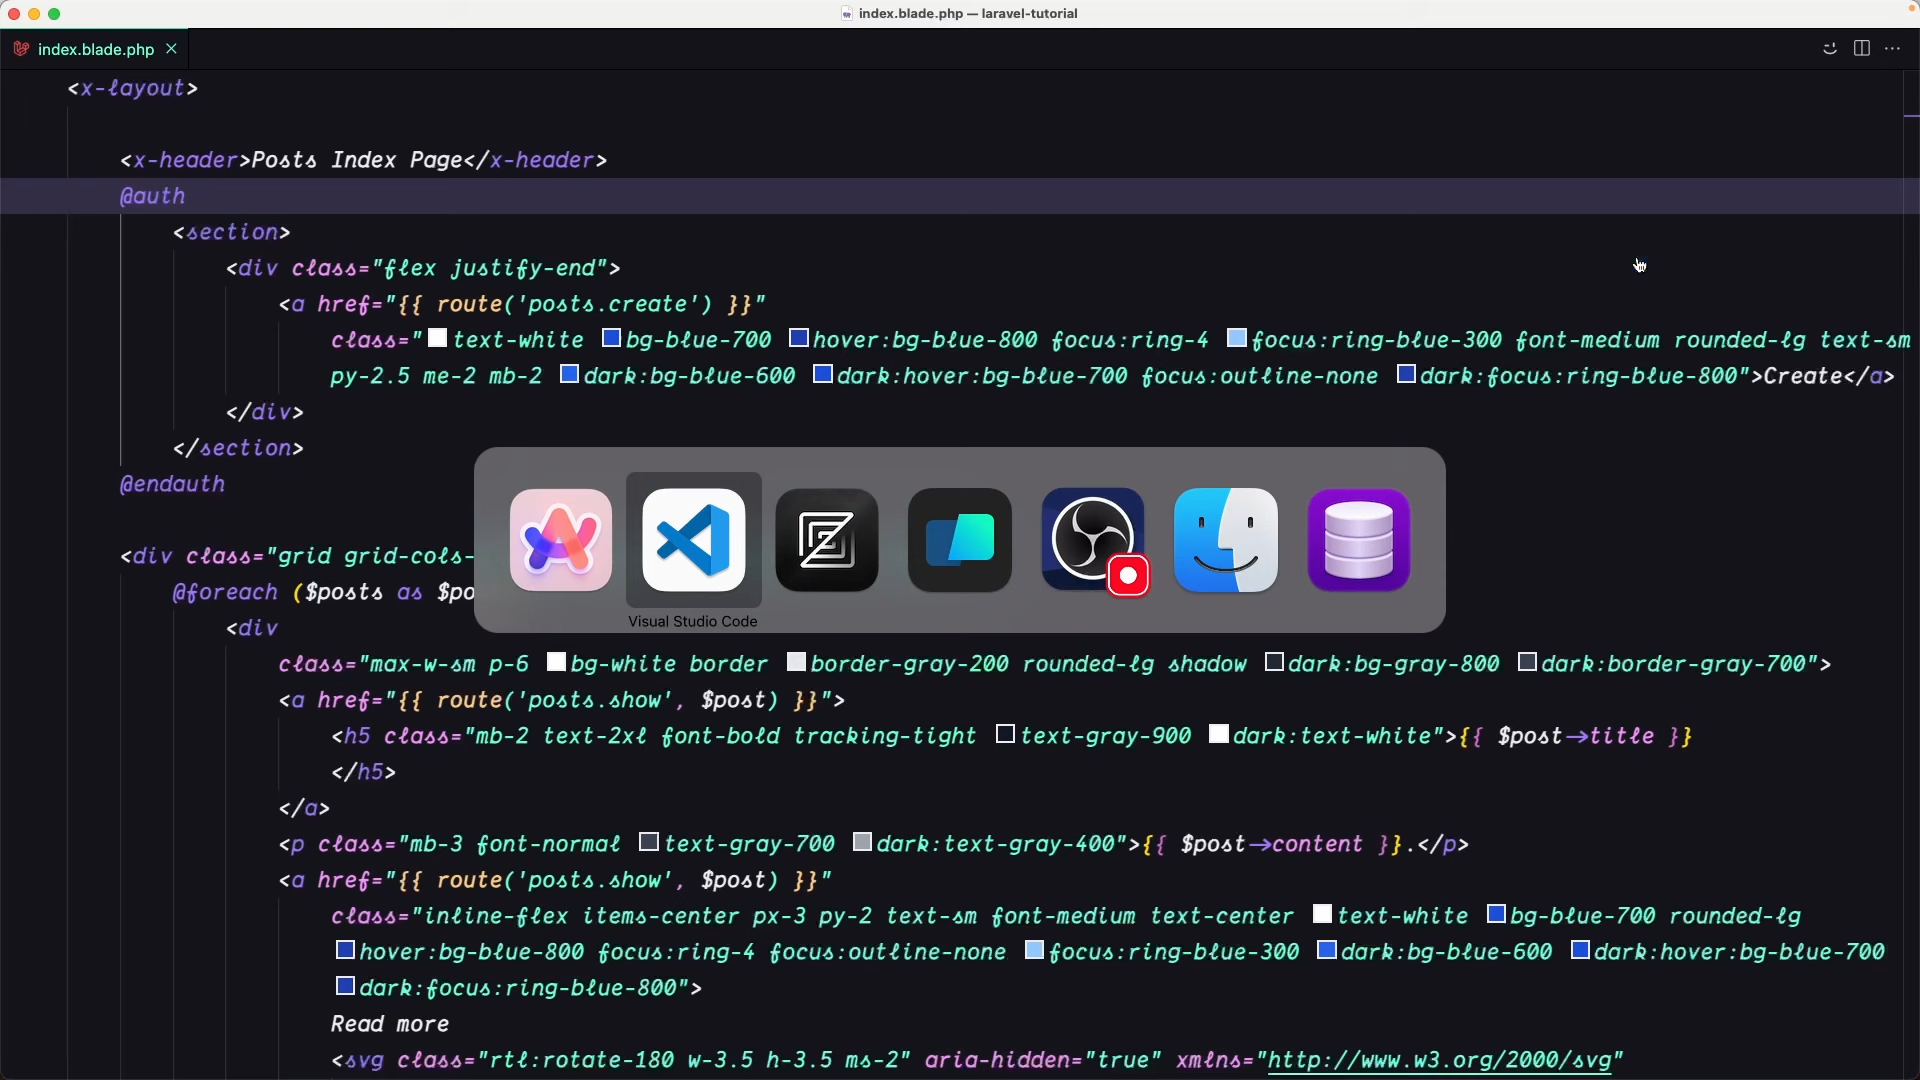 index.blade.php — laravel-tutorial
index.blade.php
<x-layout>
<x-header>Posts Index Page</x-header>
@auth
<section>
<div class="flex justify-end">
<a href="{{ route('posts.create') }}"
class="text-white bg-blue-700 hover:bg-blue-800 focus:ring-4 focus:ring-blue-300 font-medium rounded-lg text-sm
py-2.5 me-2 mb-2 dark:bg-blue-600 dark:hover:bg-blue-700 focus:outline-none dark:focus:ring-blue-800">Create</a>
</div>
</section>
@endauth
<div class="grid grid-cols-
@foreach ($posts as $po
Visual Studio Code
<div
class="max-w-sm p-6 bg-white border border-gray-200 rounded-lg shadow dark:bg-gray-800 dark:border-gray-700">
<a href="{{ route('posts.show', $post) }}">
<h5 class="mb-2 text-2xl font-bold tracking-tight text-gray-900 dark:text-white">{{ $post->title }}
</h5>
</a>
<p class="mb-3 font-normal text-gray-700 dark:text-gray-400">{{ $post->content }}.</p>
<a href="{{ route('posts.show', $post) }}"
class="inline-flex items-center px-3 py-2 text-sm font-medium text-center text-white bg-blue-700 rounded-lg
hover:bg-blue-800 focus:ring-4 focus:outline-none focus:ring-blue-300 dark:bg-blue-600 dark:hover:bg-blue-700
dark:focus:ring-blue-800">
Read more
<svg class="rtl:rotate-180 w-3.5 h-3.5 ms-2" aria-hidden="true" xmlns="http://www.w3.org/2000/svg"